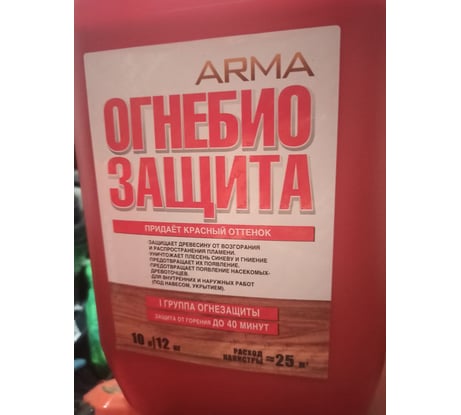 ARMA
ОГНЕБИО
ЗАЩИТА
ПРИДАЁТ КРАСНЫЙ ОТТЕНОК
·ЗАЩИЩАЕТ ДРЕВЕСИНУ ОТ ВОЗГОРАНИЯ
И РАСПРОСТРАНЕНИЯ ПЛАМЕНИ.
·УНИЧТОЖАЕТ ПЛЕСЕНЬ СИНЕВУ И ГНИЕНИЕ
ПРЕДОТВРАЩАЕТ ИХ ПОЯВЛЕНИЕ.
·ПРЕДОТВРАЩАЕТ ПОЯВЛЕНИЕ НАСЕКОМЫХ-
ДРЕВОТОЧЦЕВ.
·ДЛЯ ВНУТРЕННИХ И НАРУЖНЫХ РАБОТ
(ПОД НАВЕСОМ, УКРЫТИЕМ).
I ГРУППА ОГНЕЗАЩИТЫ
ЗАЩИТА ОТ ГОРЕНИЯ ДО 40 МИНУТ
10 л|12 кг
РАСХОД
КАНИСТРЫ ≈25 м²